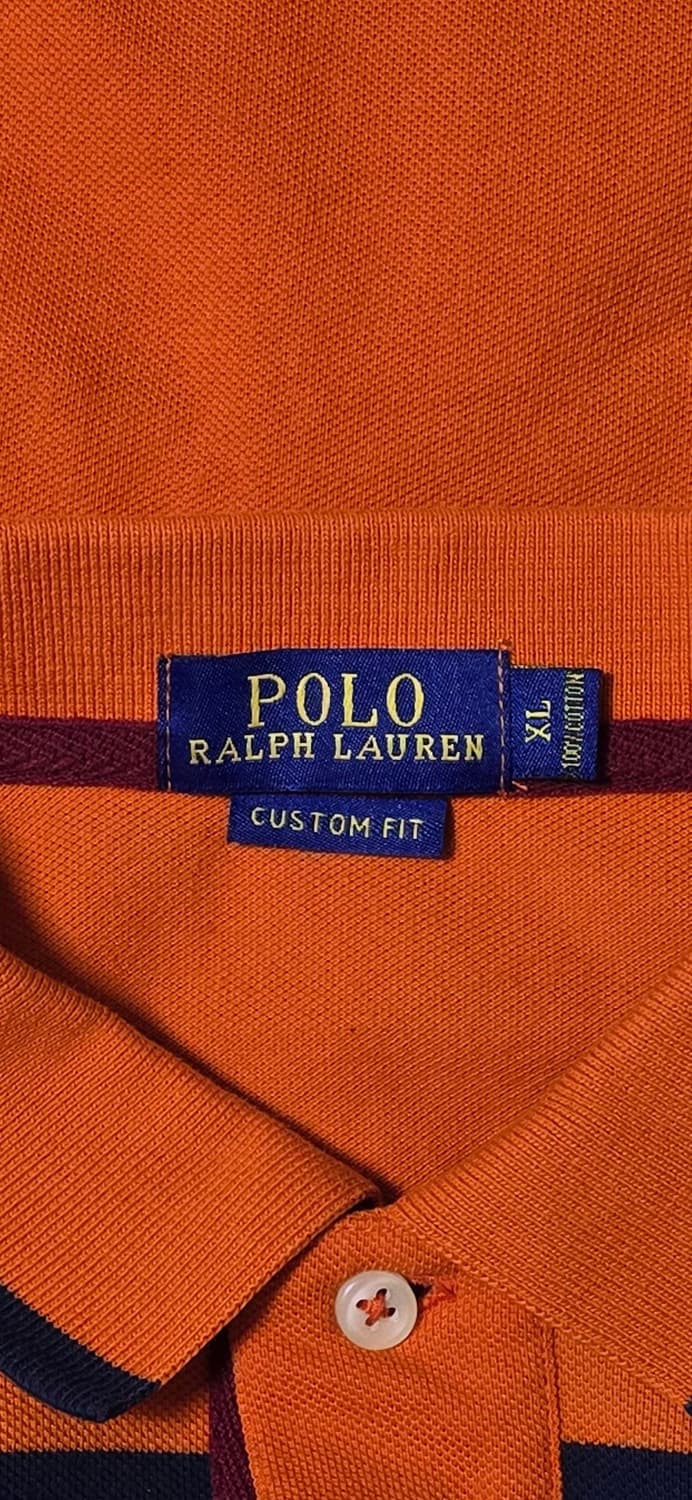 POLO
RALPH LAUREN
XL
100% COTTON
CUSTOM FIT